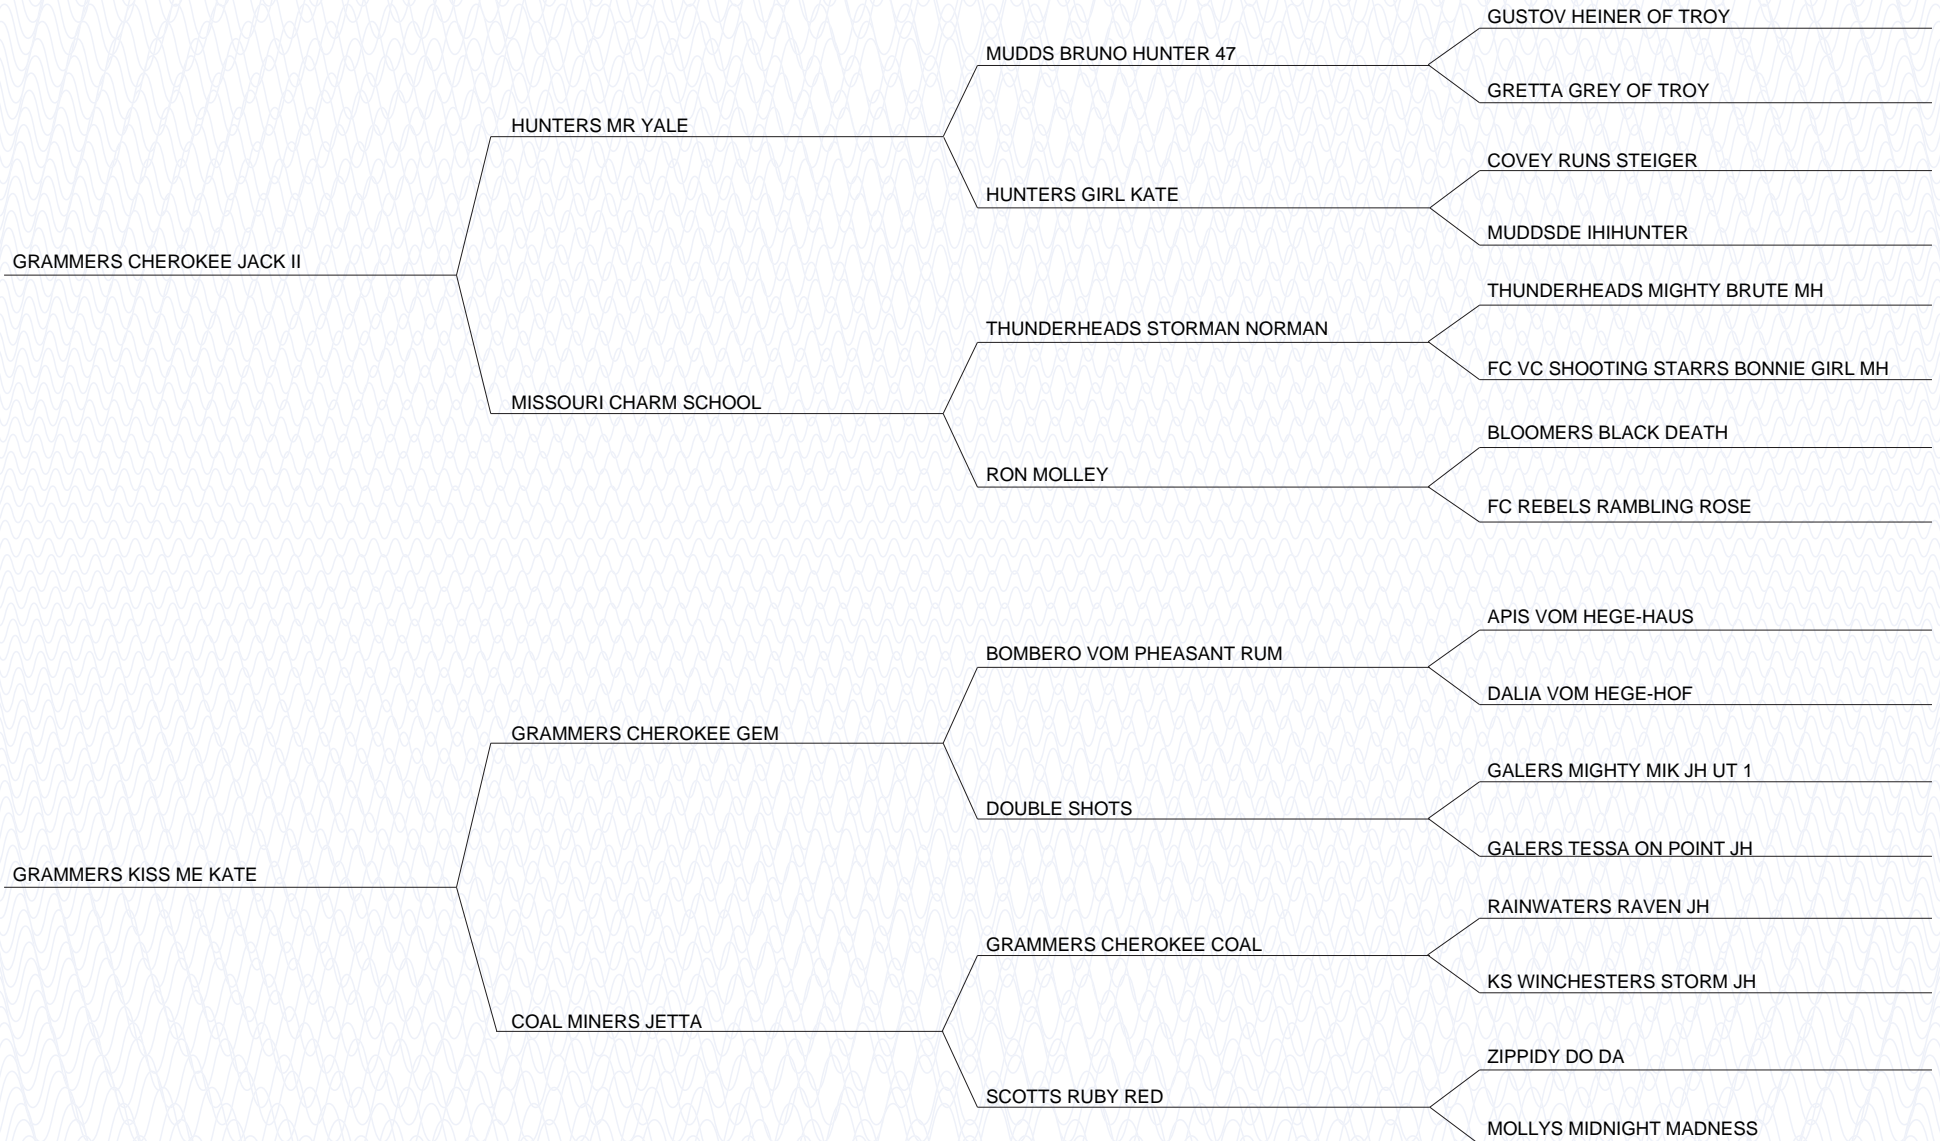 GUSTOV HEINER OF TROY
MUDDS BRUNO HUNTER 47
GRETTA GREY OF TROY
HUNTERS MR YALE
COVEY RUNS STEIGER
HUNTERS GIRL KATE
MUDDSDE IHIHUNTER
GRAMMERS CHEROKEE JACK II
THUNDERHEADS MIGHTY BRUTE MH
THUNDERHEADS STORMAN NORMAN
FC VC SHOOTING STARRS BONNIE GIRL MH
MISSOURI CHARM SCHOOL
BLOOMERS BLACK DEATH
RON MOLLEY
FC REBELS RAMBLING ROSE
APIS VOM HEGE-HAUS
BOMBERO VOM PHEASANT RUM
DALIA VOM HEGE-HOF
GRAMMERS CHEROKEE GEM
GALERS MIGHTY MIK JH UT 1
DOUBLE SHOTS
GALERS TESSA ON POINT JH
GRAMMERS KISS ME KATE
RAINWATERS RAVEN JH
GRAMMERS CHEROKEE COAL
KS WINCHESTERS STORM JH
COAL MINERS JETTA
ZIPPIDY DO DA
SCOTTS RUBY RED
MOLLYS MIDNIGHT MADNESS